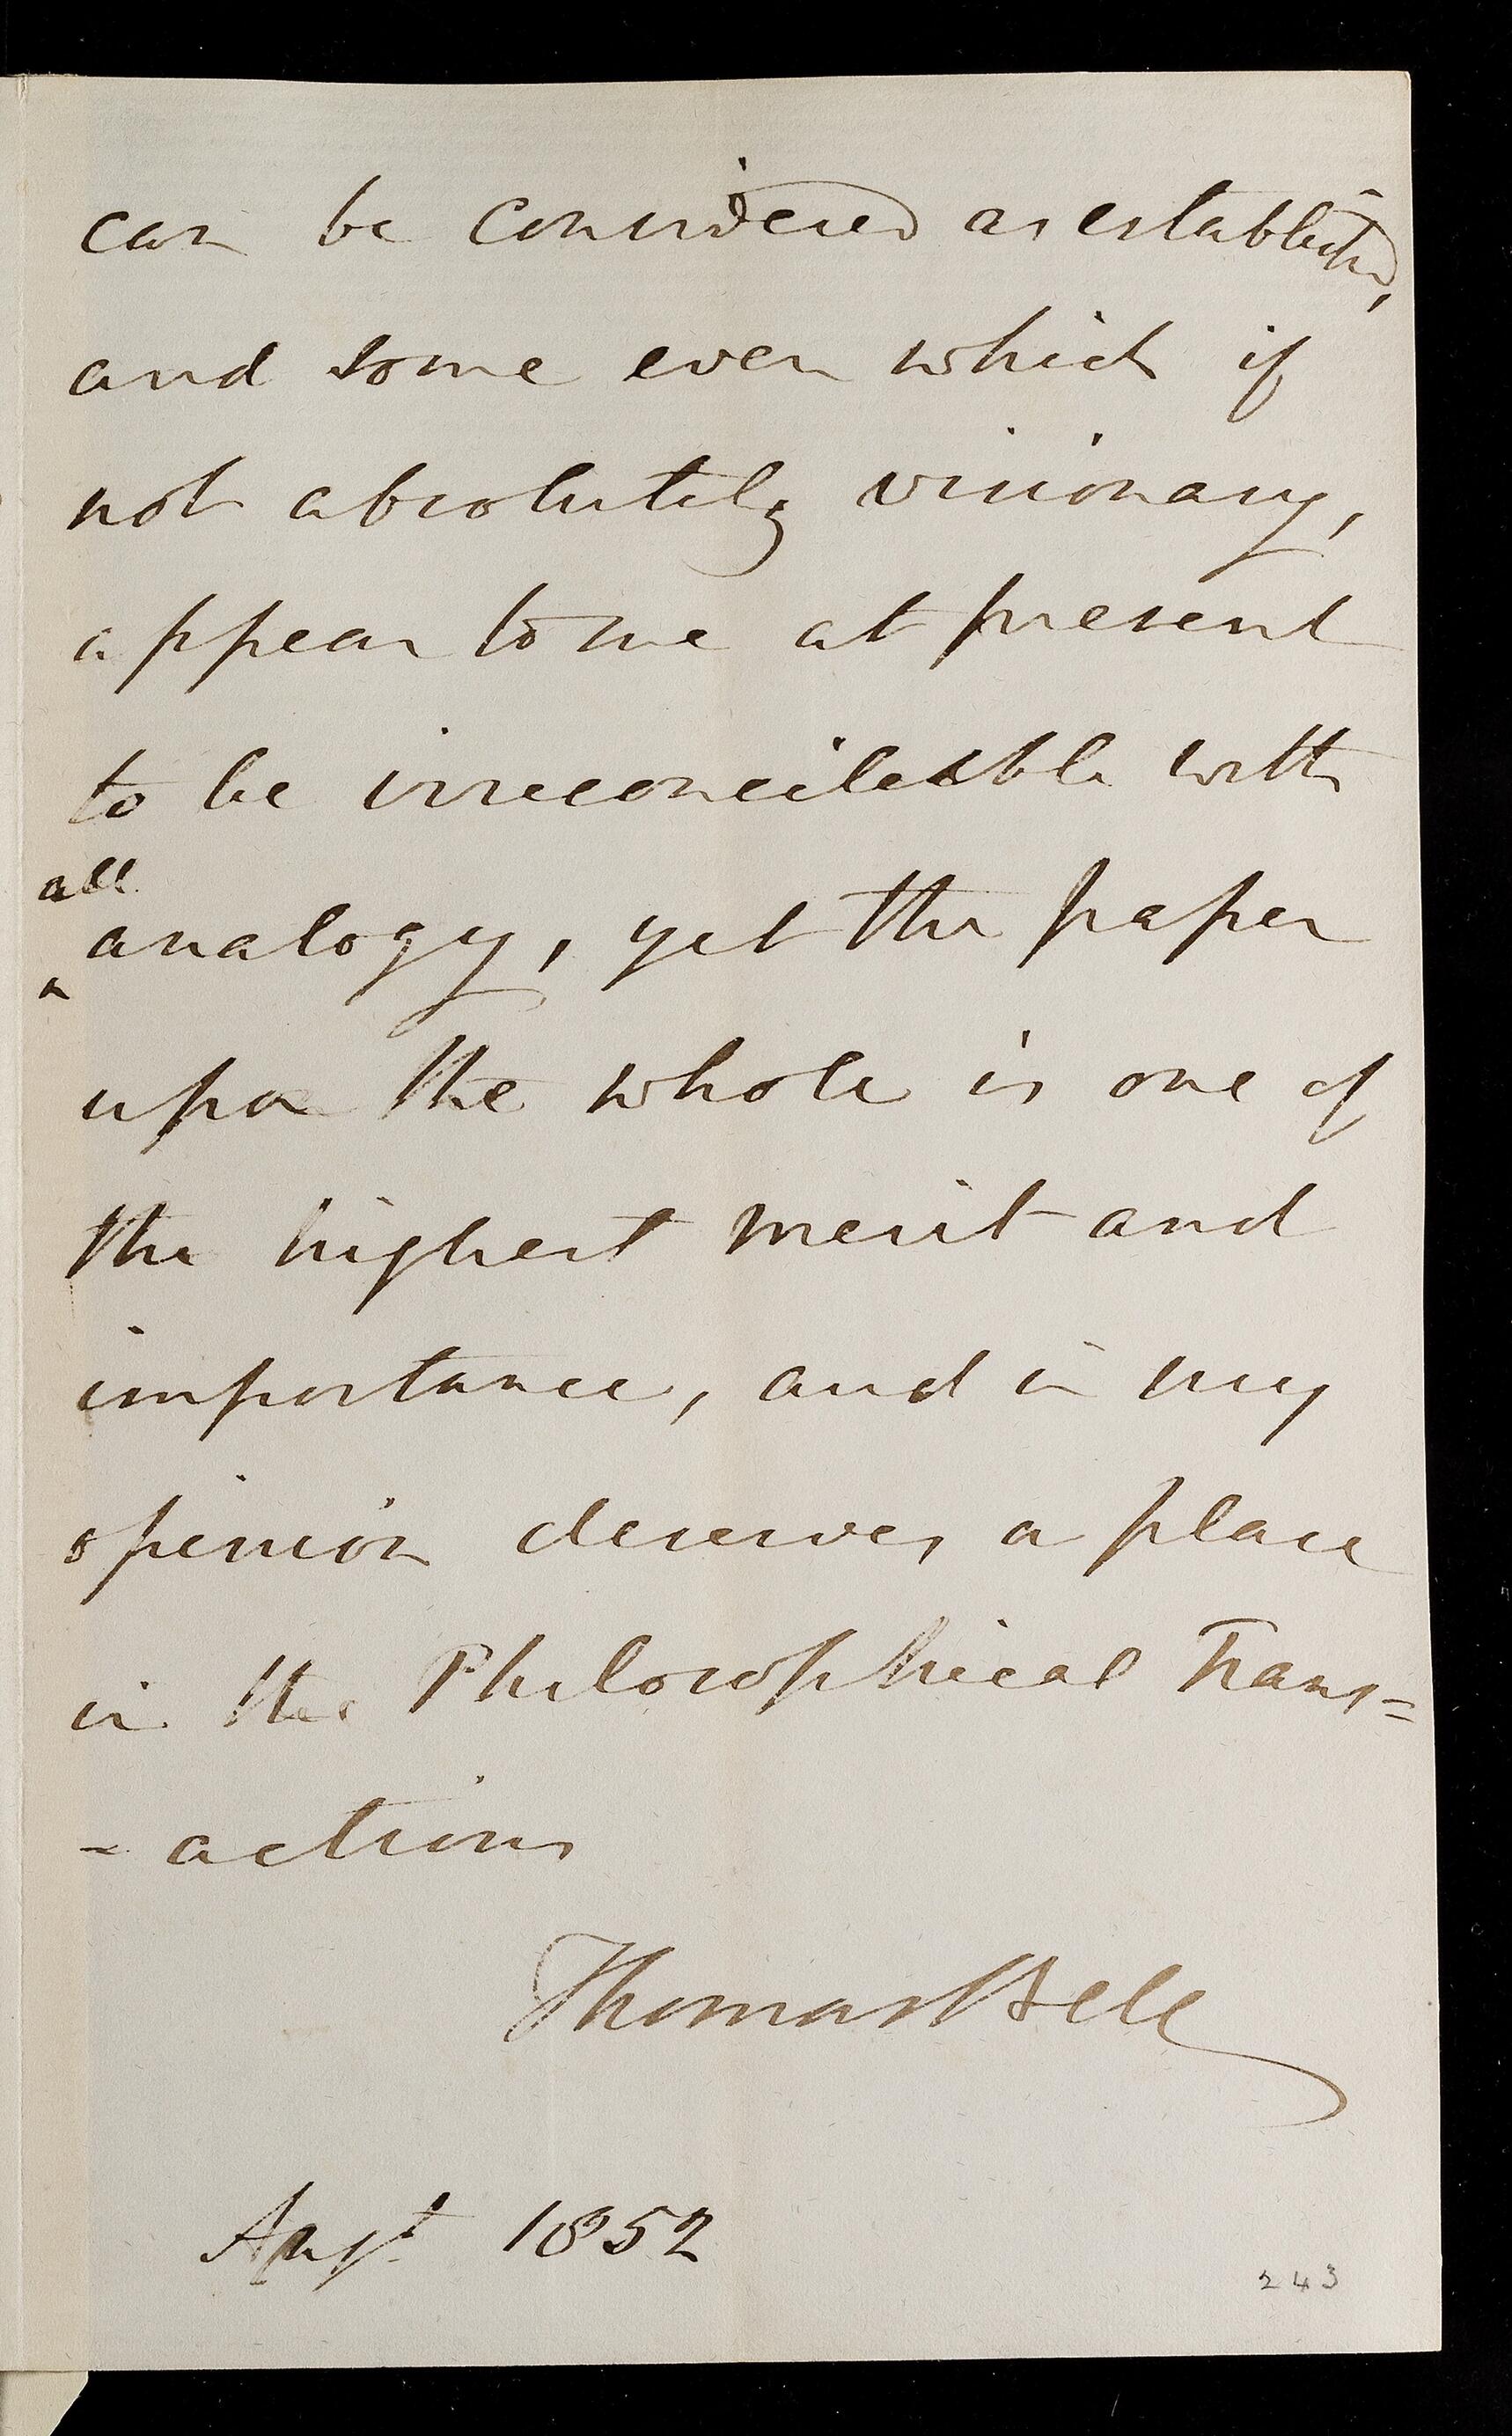 can be considered as established,
and some even which if
not absolutely visionary,
appear to me at present
to be irreconcileable with
all
^ analogy, yet the paper
upon the whole is one of
the highest merit and
importance, and in my
opinion deserves a place
in the Philosophical Trans=
=actions
Thomas Bell
Augt. 1852
243